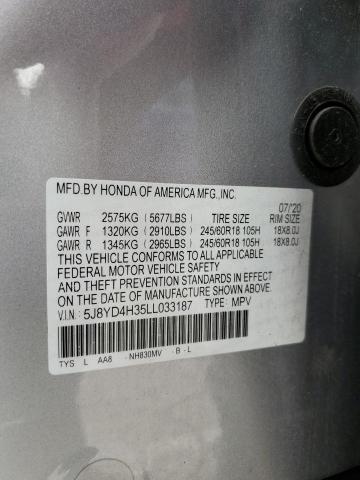 MFD.BY HONDA OF AMERICA MFG., INC. 07/'20
GVWR 2575KG (5677LBS) TIRE SIZE RIM SIZE
GAWR F 1320KG (2910LBS) 245/60R18 105H 18X8.0J
GAWR R 1345KG (2965LBS) 245/60R18 105H 18X8.0J
THIS VEHICLE CONFORMS TO ALL APPLICABLE
FEDERAL MOTOR VEHICLE SAFETY
AND THEFT PREVENTION STANDARDS IN
EFFECT ON THE DATE OF
MANUFACTURE SHOWN ABOVE.
V.I.N.: 5J8YD4H35LL033187 TYPE: MPV
TYS L AA8 NH830MV -B-L